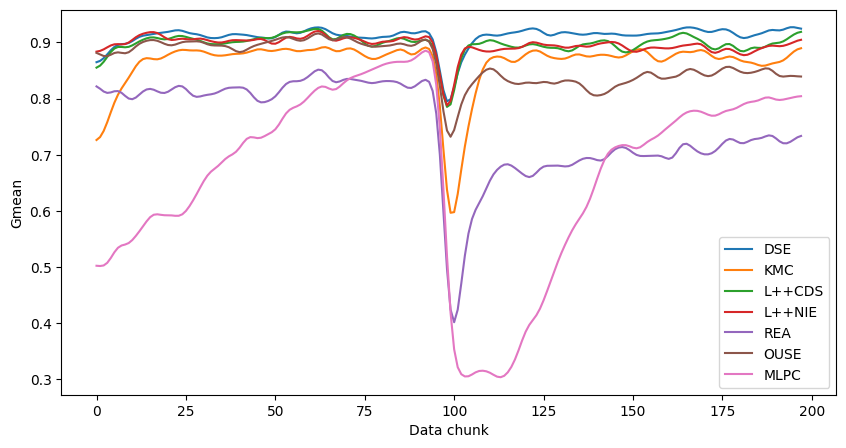 Gmean
0.9
0.8
0.7
0.6
0.5
0.4
0.3
0
25
50
75
100
125
150
175
200
Data chunk
DSE
KMC
L++CDS
L++NIE
REA
OUSE
MLPC